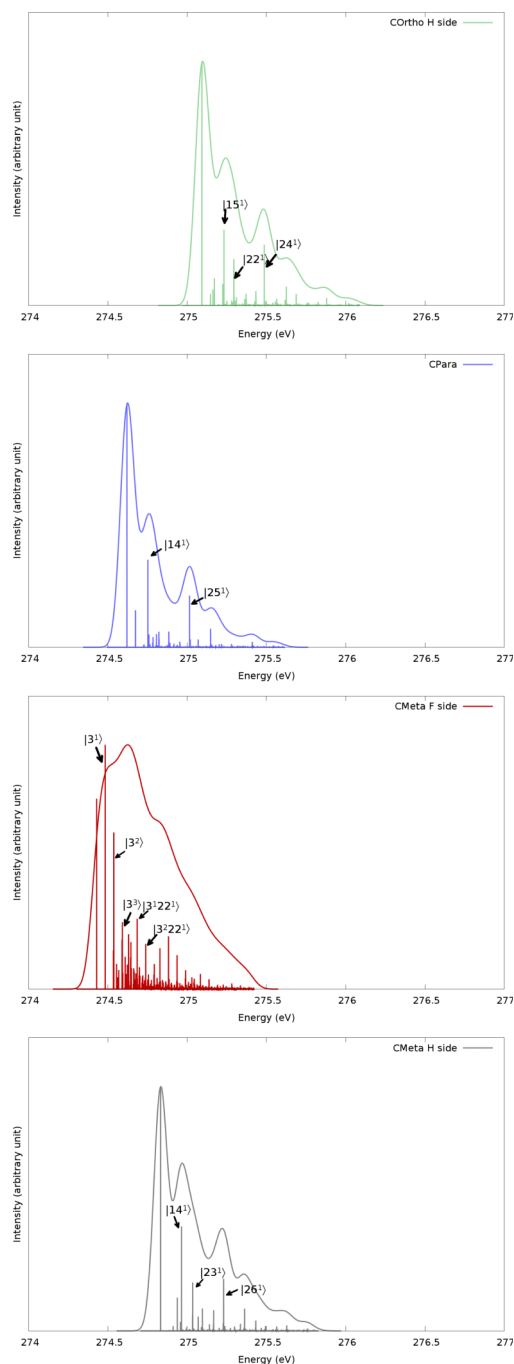 COrtho H side
Intensity (arbitrary unit)
|15¹⟩
|22¹⟩
|24¹⟩
274 274.5 275 275.5 276 276.5 277
Energy (eV)
CPara
Intensity (arbitrary unit)
|14¹⟩
|25¹⟩
274 274.5 275 275.5 276 276.5 277
Energy (eV)
CMeta F side
Intensity (arbitrary unit)
|3¹⟩
|3²⟩
|3³⟩ |3¹22¹⟩
|3²22¹⟩
274 274.5 275 275.5 276 276.5 277
Energy (eV)
CMeta H side
Intensity (arbitrary unit)
|14¹⟩
|23¹⟩
|26¹⟩
274 274.5 275 275.5 276 276.5 277
Energy (eV)